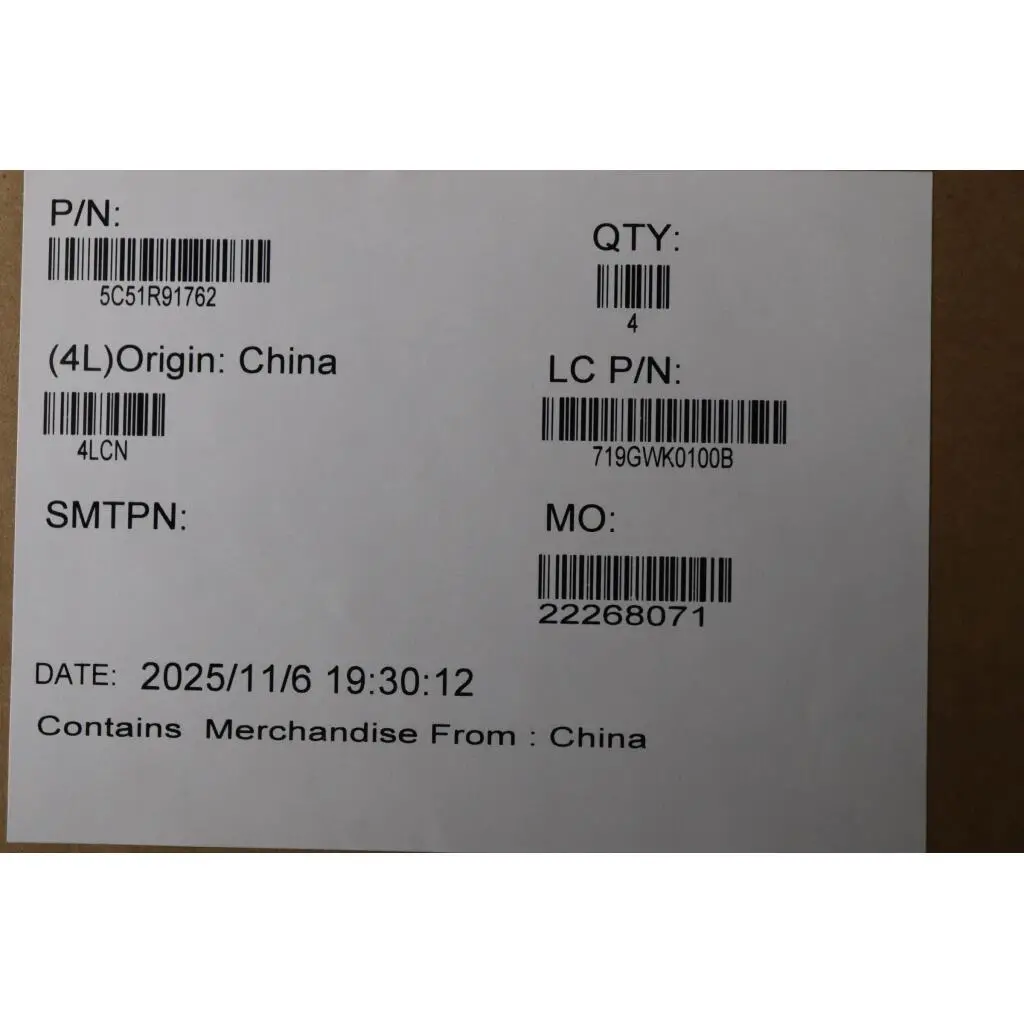 P/N:
5C51R91762
QTY:
4
(4L)Origin: China
4LCN
LC P/N:
719GWK0100B
SMTPN:
MO:
22268071
DATE: 2025/11/6 19:30:12
Contains Merchandise From : China